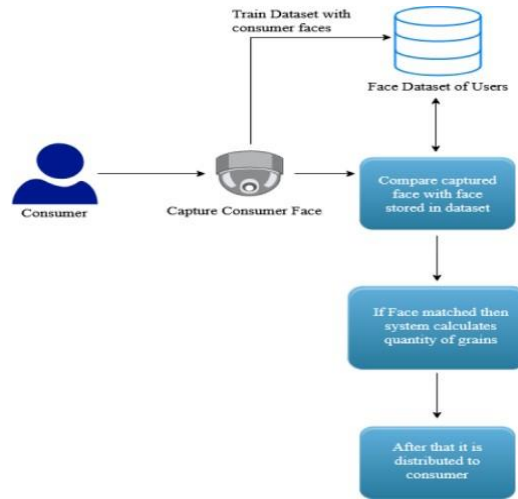 Train Dataset with
consumer faces
Face Dataset of Users
Consumer
Capture Consumer Face
Compare captured
face with face
stored in dataset
If Face matched then
system calculates
quantity of grains
After that it is
distributed to
consumer